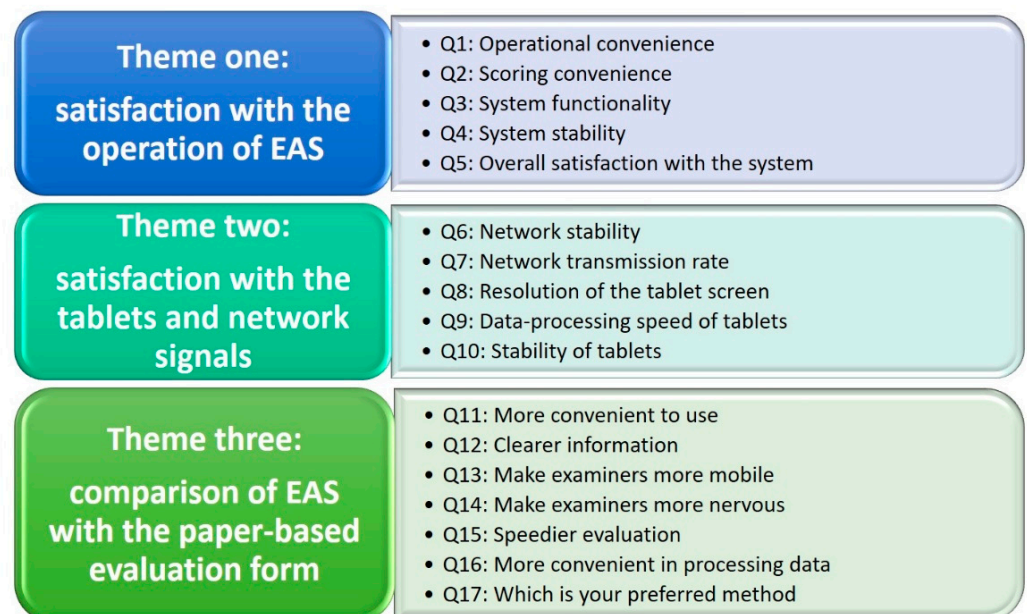 Theme one:
satisfaction with the
operation of EAS
• Q1: Operational convenience
• Q2: Scoring convenience
• Q3: System functionality
• Q4: System stability
• Q5: Overall satisfaction with the system
Theme two:
satisfaction with the
tablets and network
signals
• Q6: Network stability
• Q7: Network transmission rate
• Q8: Resolution of the tablet screen
• Q9: Data-processing speed of tablets
• Q10: Stability of tablets
Theme three:
comparison of EAS
with the paper-based
evaluation form
• Q11: More convenient to use
• Q12: Clearer information
• Q13: Make examiners more mobile
• Q14: Make examiners more nervous
• Q15: Speedier evaluation
• Q16: More convenient in processing data
• Q17: Which is your preferred method